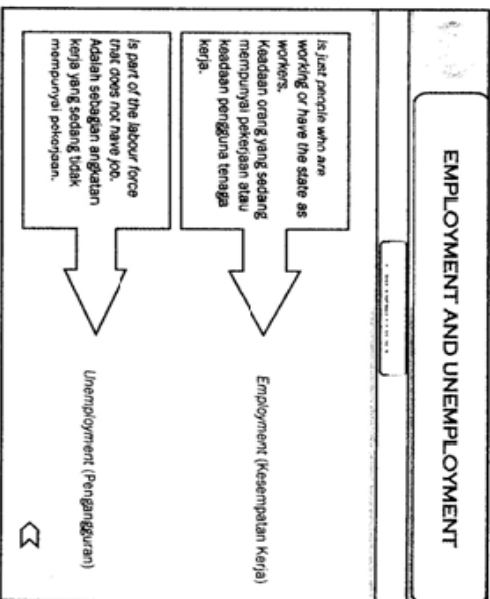 EMPLOYMENT AND UNEMPLOYMENT
Is just people who are
working or have the state as
workers.
Keadaan orang yang sedang
mempunyai pekerjaan atau
keadaan pengguna tenaga
kerja.
Employment (Kesempatan Kerja)
Is part of the labour force
that does not have job.
Adalah sebagian angkatan
kerja yang sedang tidak
mempunyai pekerjaan.
Unemployment (Pengangguran)